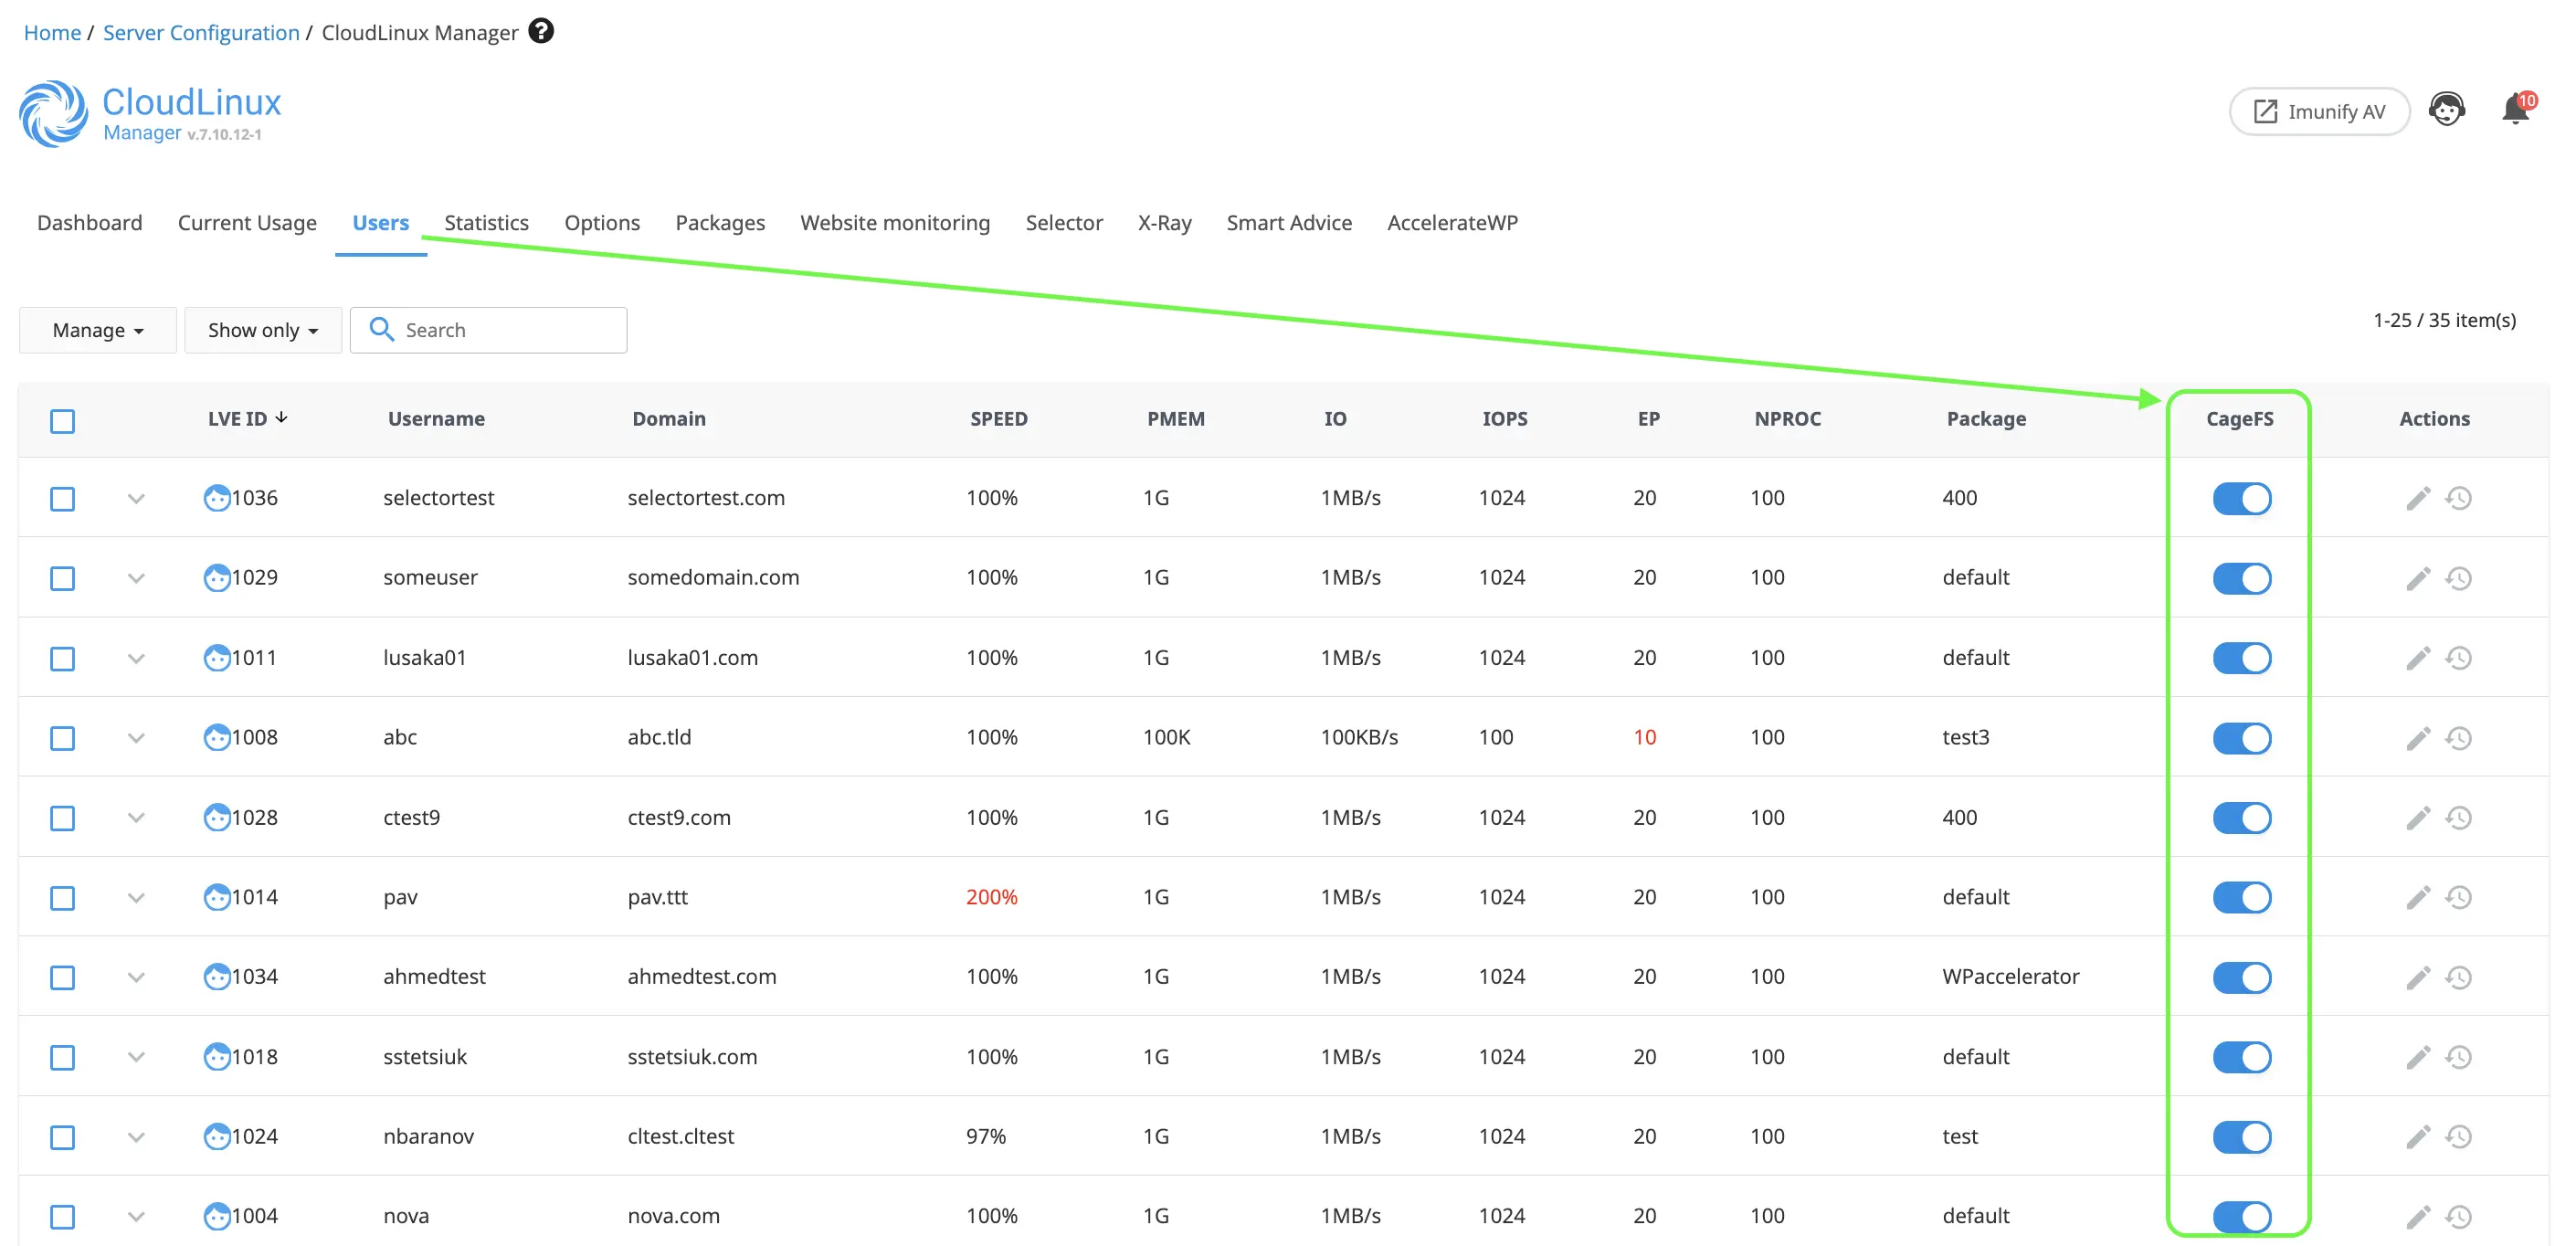 Home / Server Configuration / CloudLinux Manager ?
CloudLinux
Manager v.7.10.12-1
Imunify AV
10
Dashboard Current Usage Users Statistics Options Packages Website monitoring Selector X-Ray Smart Advice AccelerateWP
Manage Show only Search
1-25 / 35 item(s)
LVE ID Username Domain SPEED PMEM IO IOPS EP NPROC Package CageFS Actions
1036 selectortest selectortest.com 100% 1G 1MB/s 1024 20 100 400
1029 someuser somedomain.com 100% 1G 1MB/s 1024 20 100 default
1011 lusaka01 lusaka01.com 100% 1G 1MB/s 1024 20 100 default
1008 abc abc.tld 100% 100K 100KB/s 100 10 100 test3
1028 ctest9 ctest9.com 100% 1G 1MB/s 1024 20 100 400
1014 pav pav.ttt 200% 1G 1MB/s 1024 20 100 default
1034 ahmedtest ahmedtest.com 100% 1G 1MB/s 1024 20 100 WPaccelerator
1018 sstetsiuk sstetsiuk.com 100% 1G 1MB/s 1024 20 100 default
1024 nbaranov cltest.cltest 97% 1G 1MB/s 1024 20 100 test
1004 nova nova.com 100% 1G 1MB/s 1024 20 100 default